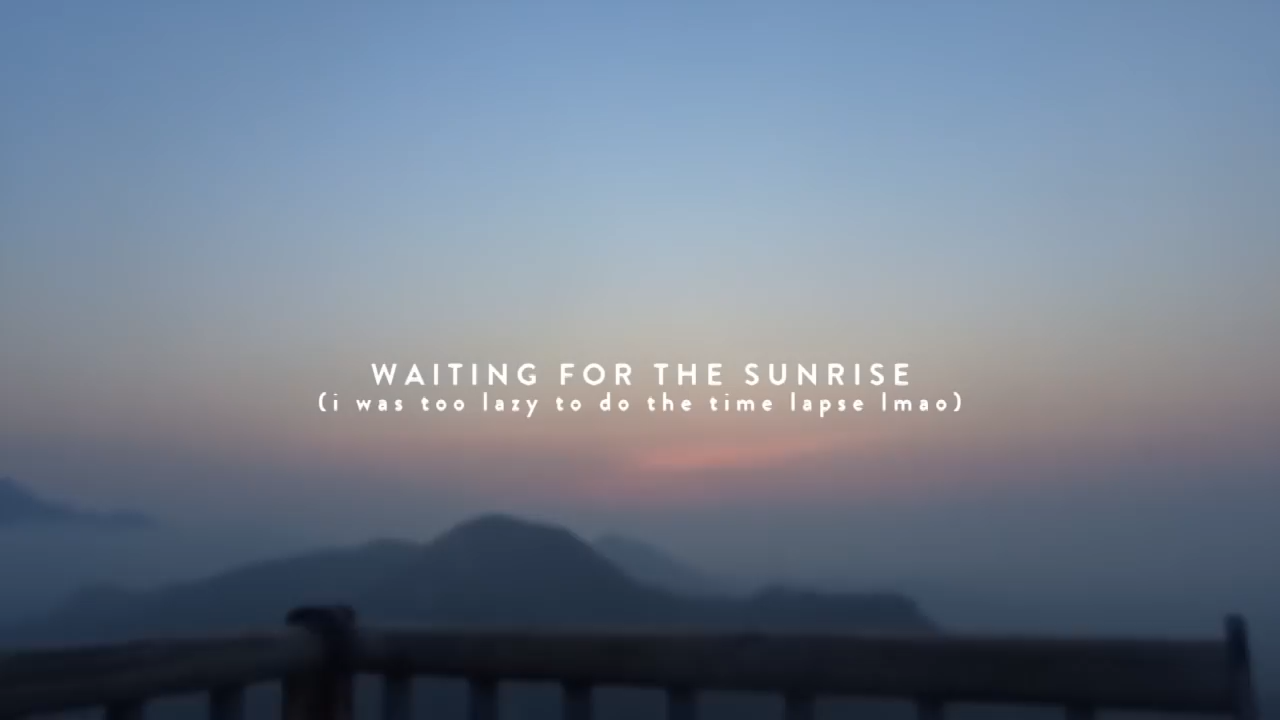 WAITING FOR THE SUNRISE
(i was too lazy to do the time lapse lmao)